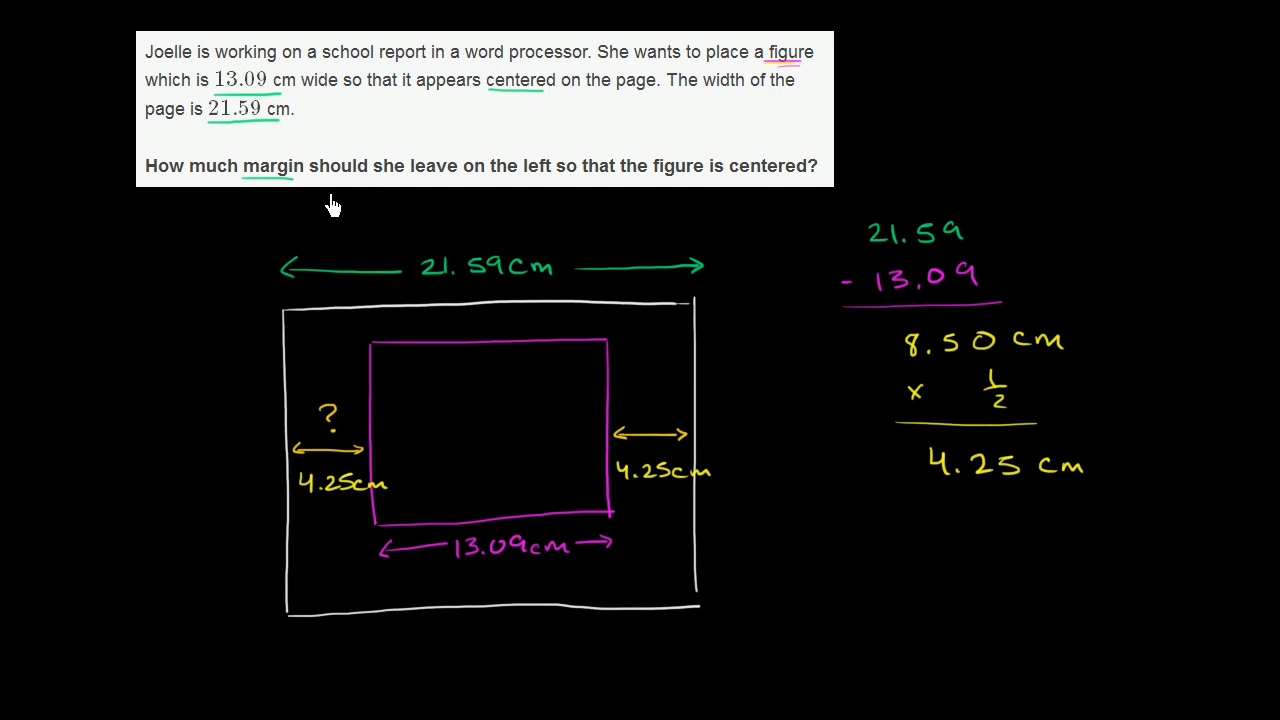 Joelle is working on a school report in a word processor. She wants to place a figure
which is 13.09 cm wide so that it appears centered on the page. The width of the
page is 21.59 cm.
How much margin should she leave on the left so that the figure is centered?
21.59cm
?
4.25cm
4.25cm
13.09cm
21.59
- 13.09
8.50 cm
x 1/2
4.25 cm